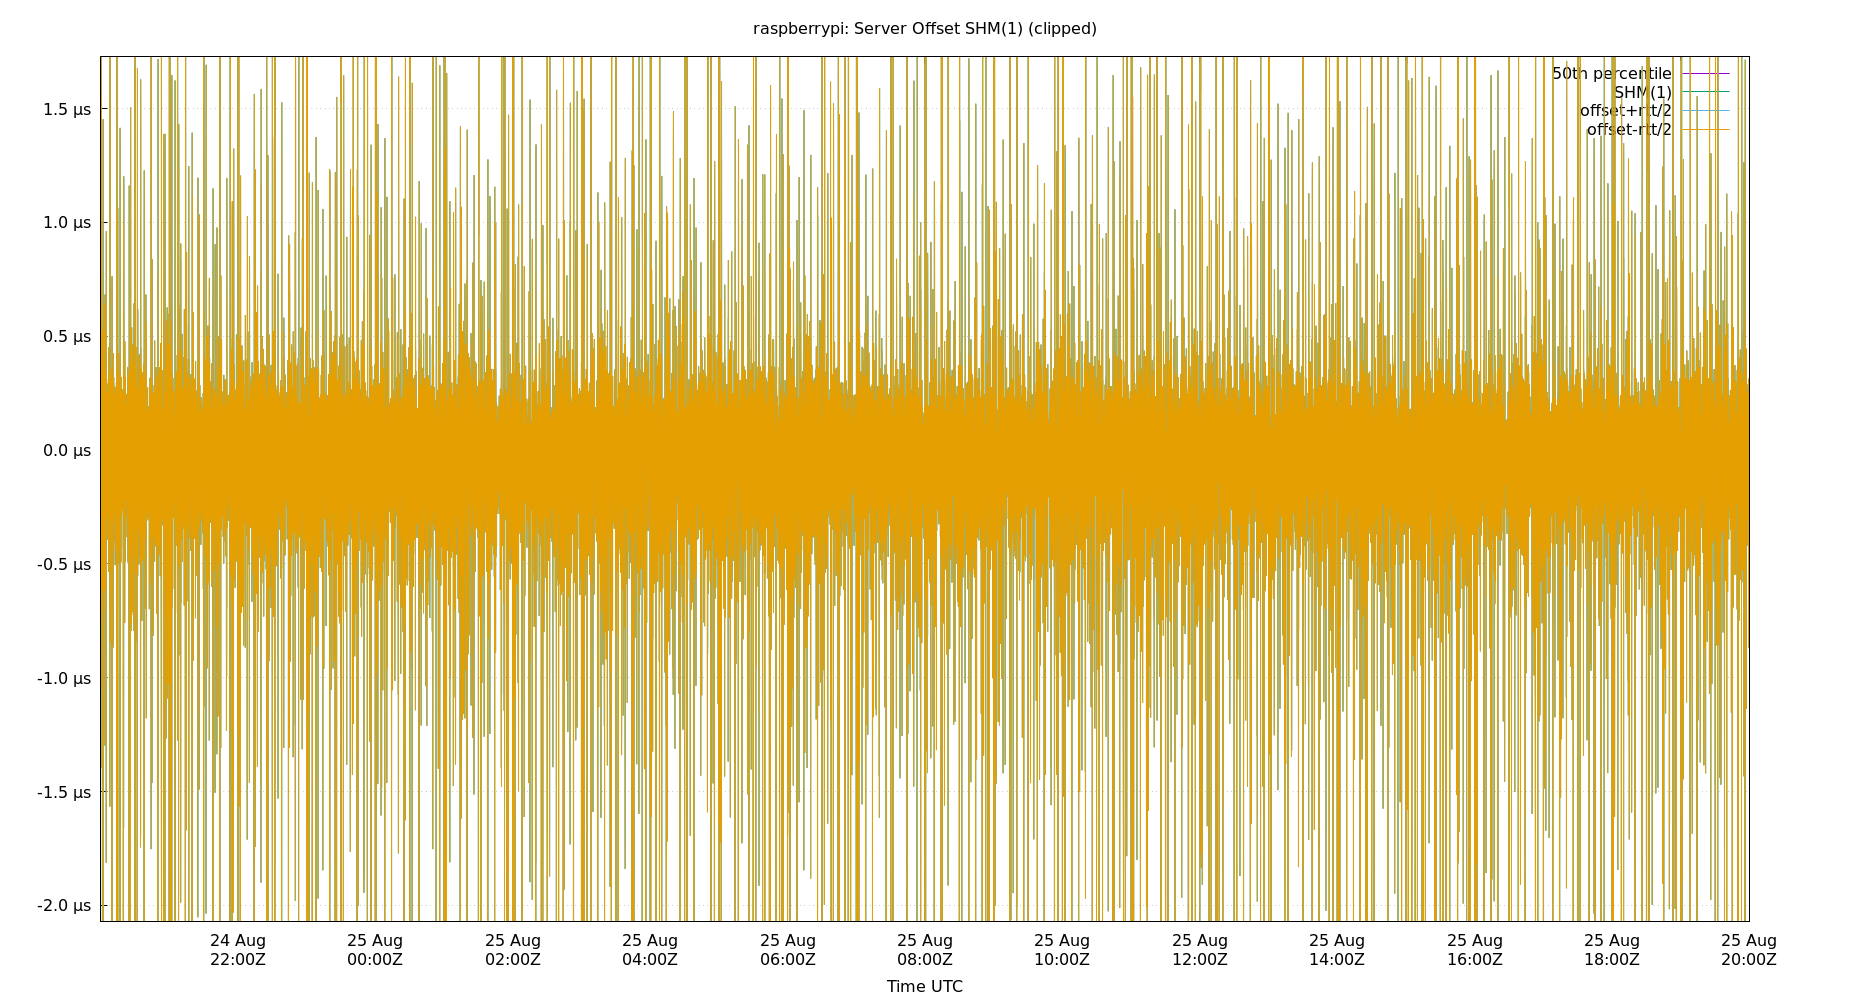 raspberrypi: Server Offset SHM(1) (clipped)
50th percentile
SHM(1)
offset+rtt/2
offset-rtt/2
1.5 µs
1.0 µs
0.5 µs
0.0 µs
-0.5 µs
-1.0 µs
-1.5 µs
-2.0 µs
24 Aug 25 Aug 25 Aug 25 Aug 25 Aug 25 Aug 25 Aug 25 Aug 25 Aug 25 Aug 25 Aug 25 Aug
22:00Z 00:00Z 02:00Z 04:00Z 06:00Z 08:00Z 10:00Z 12:00Z 14:00Z 16:00Z 18:00Z 20:00Z
Time UTC